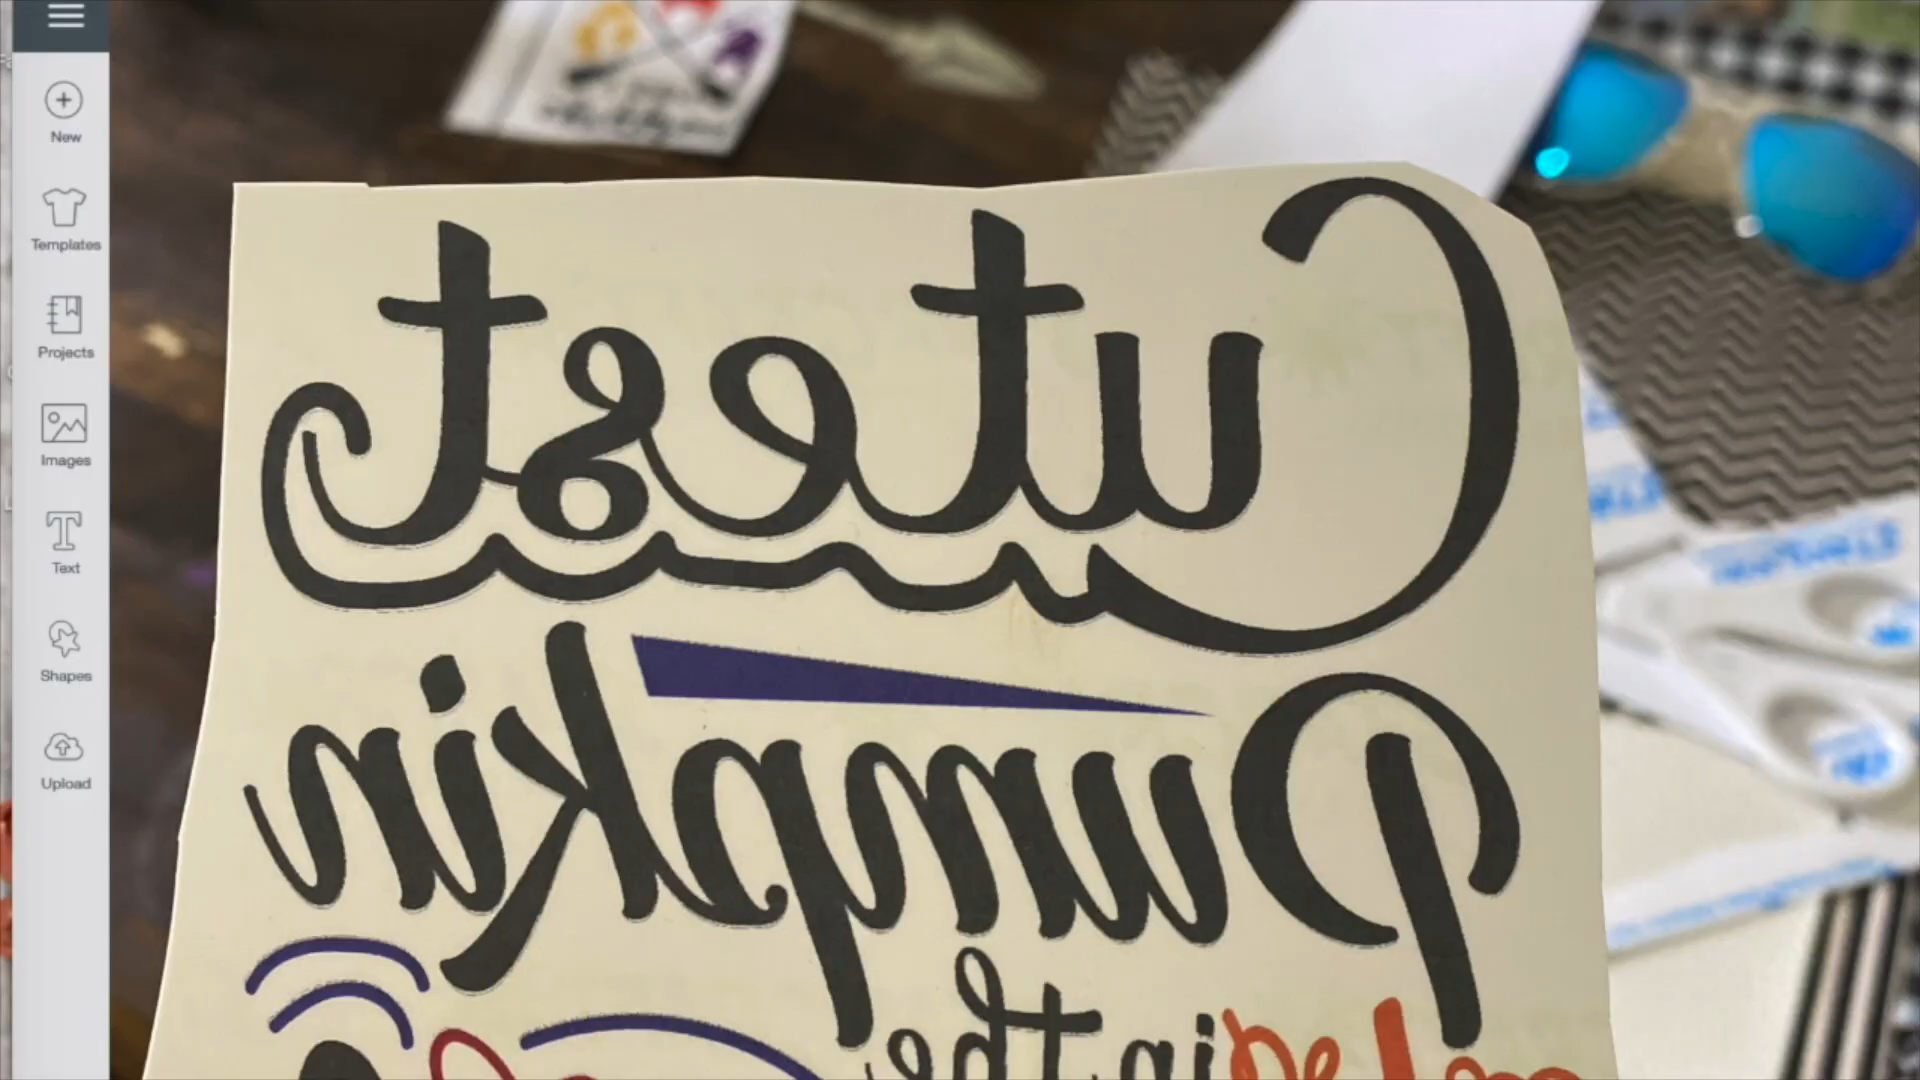 New
Templates
Projects
Images
Text
Shapes
Upload
Cutest
Pumpkin
in the